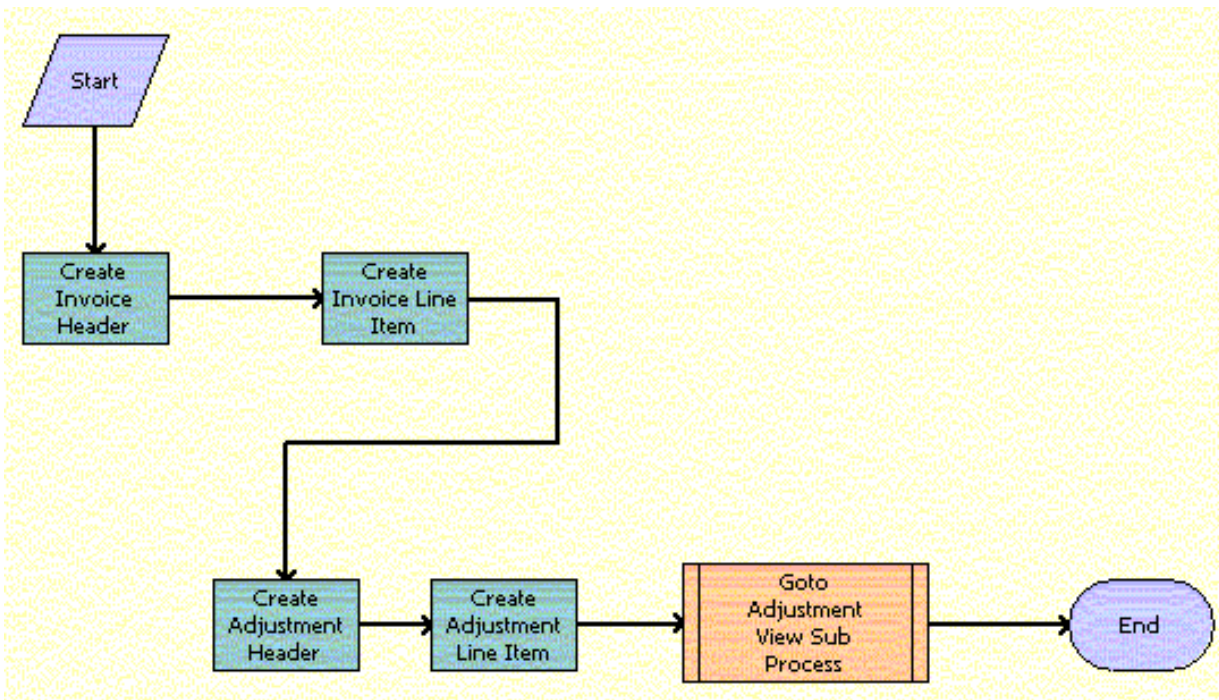 Start
Create
Invoice
Header
Create
Invoice Line
Item
Create
Adjustment
Header
Create
Adjustment
Line Item
Goto
Adjustment
View Sub
Process
End